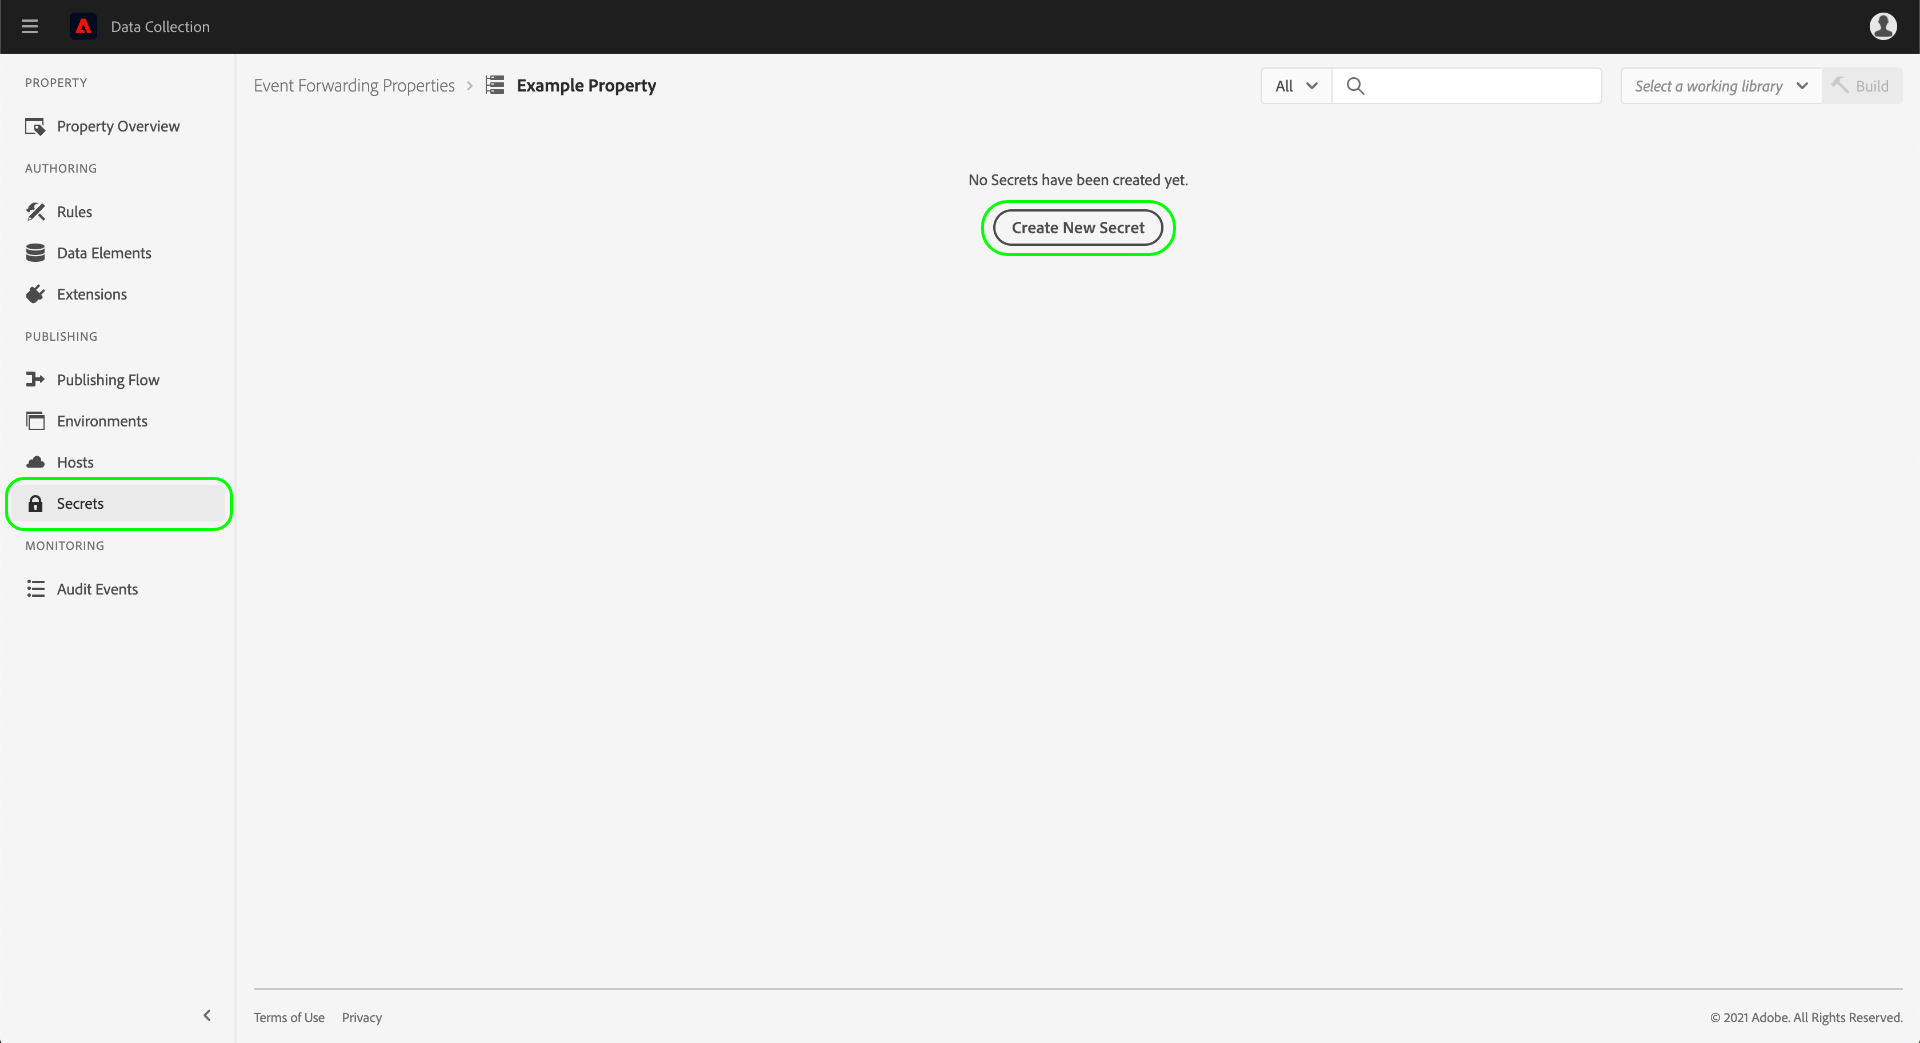 Data Collection
PROPERTY
Property Overview
AUTHORING
Rules
Data Elements
Extensions
PUBLISHING
Publishing Flow
Environments
Hosts
Secrets
MONITORING
Audit Events
Event Forwarding Properties > Example Property
All
Select a working library
Build
No Secrets have been created yet.
Create New Secret
Terms of Use Privacy
© 2021 Adobe. All Rights Reserved.